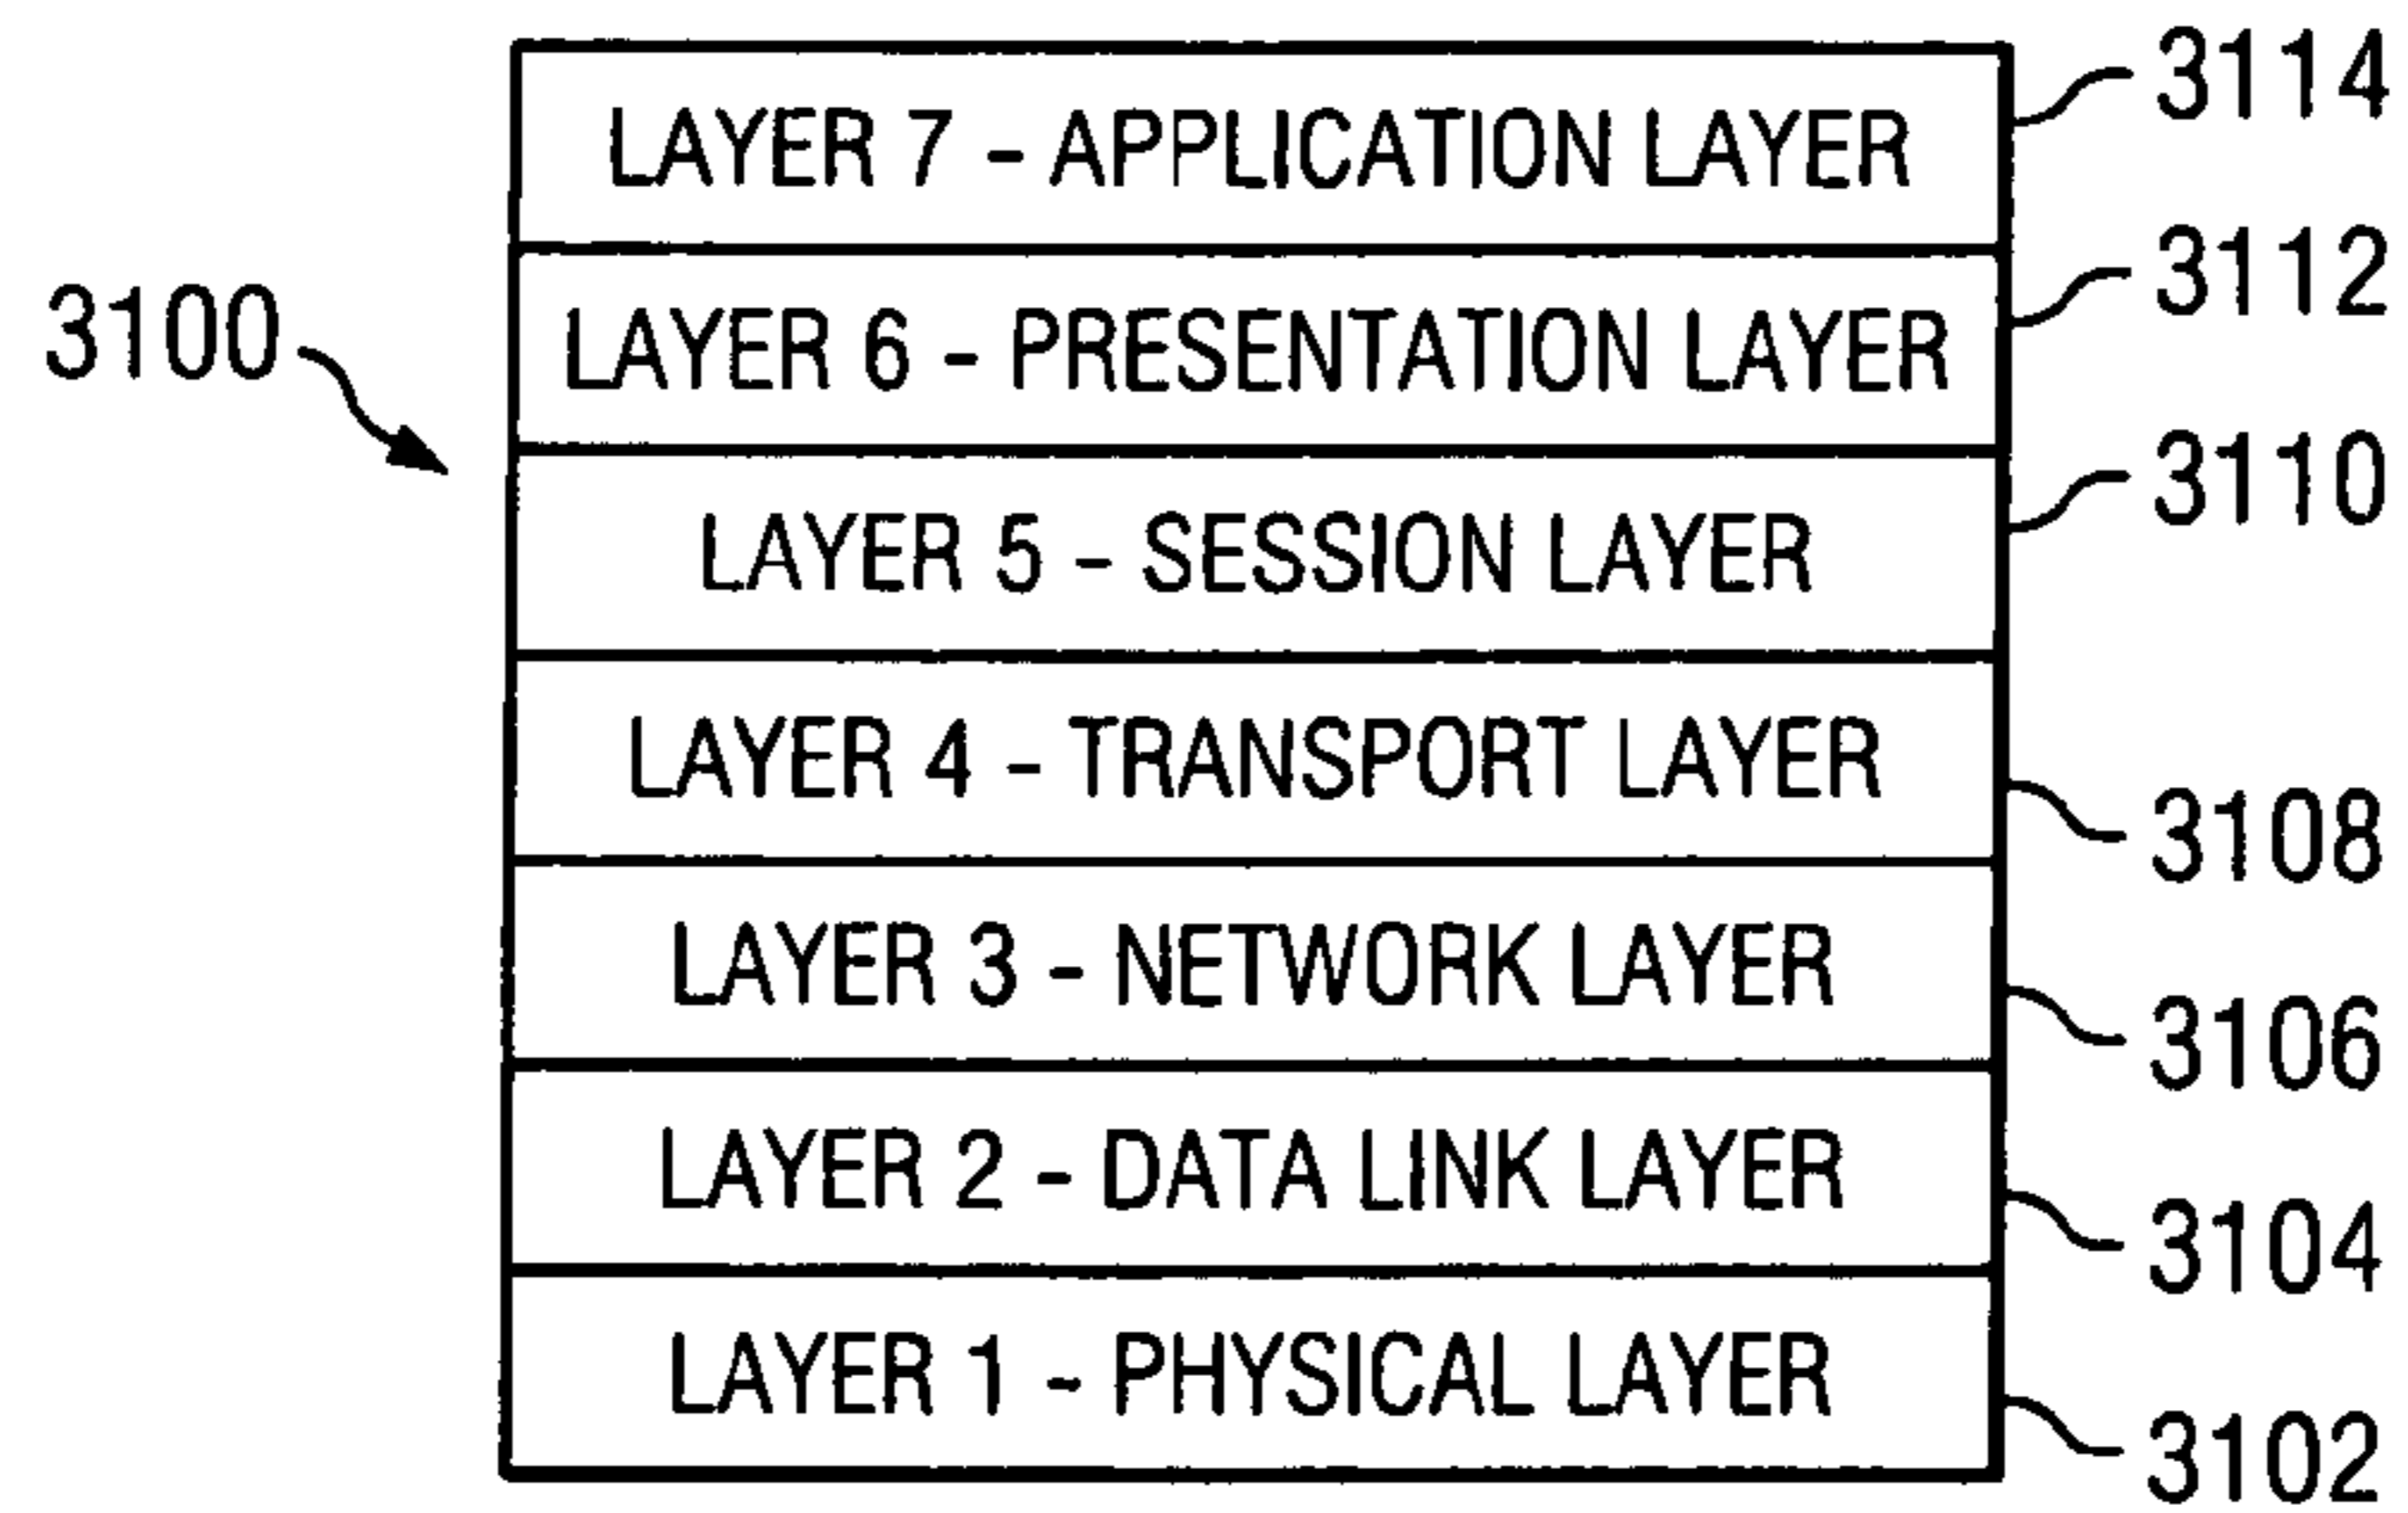 LAYER 7 - APPLICATION LAYER
3114
LAYER 6 - PRESENTATION LAYER
3112
3100
LAYER 5 - SESSION LAYER
3110
LAYER 4 - TRANSPORT LAYER
3108
LAYER 3 - NETWORK LAYER
3106
LAYER 2 - DATA LINK LAYER
3104
LAYER 1 - PHYSICAL LAYER
3102